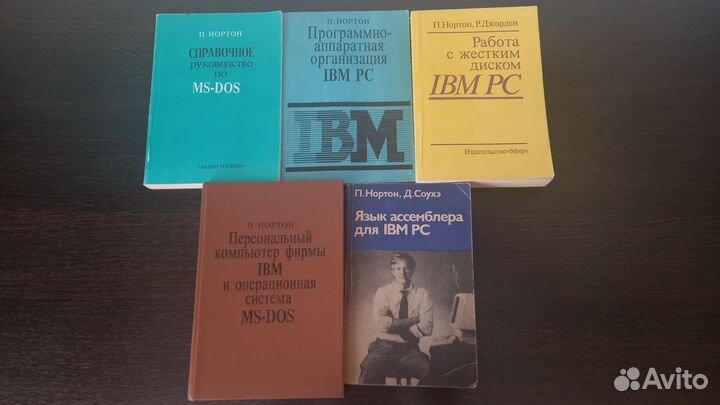 П. НОРТОН
СПРАВОЧНОЕ
руководство
по
MS-DOS
«РАДИО И СВЯЗЬ»
П. НОРТОН
Программно-
аппаратная
организация
IBM PC
IBM
П. Нортон, Р. Джорден
Работа
с жестким
диском
IBM PC
Издательство «Мир»
П НОРТОН
Персональный
компьютер фирмы
IBM
и операционная
система
MS-DOS
П. Нортон, Д. Соухэ
Язык ассемблера
для IBM PC
Avito